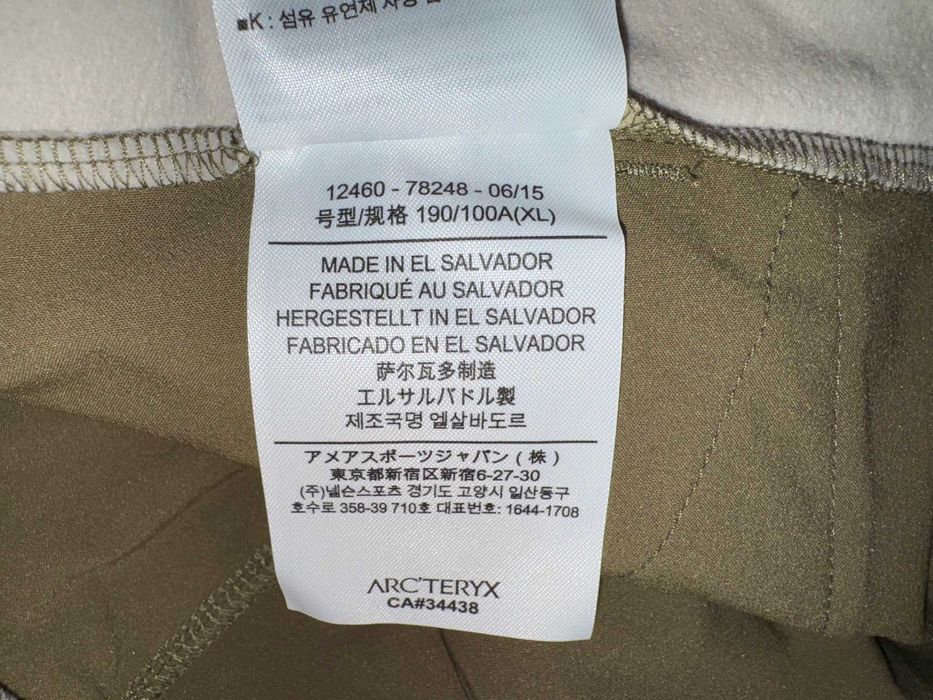 ■K : 섬유 유연제 사용
12460 - 78248 - 06/15
号型/规格 190/100A(XL)
MADE IN EL SALVADOR
FABRIQUÉ AU SALVADOR
HERGESTELLT IN EL SALVADOR
FABRICADO EN EL SALVADOR
萨尔瓦多制造
エルサルバドル製
제조국명 엘살바도르
アメアスポーツジャパン ( 株 )
東京都新宿区新宿6-27-30
(주)넬슨스포츠 경기도 고양시 일산동구
호수로 358-39 710호 대표번호: 1644-1708
ARC'TERYX
CA#34438